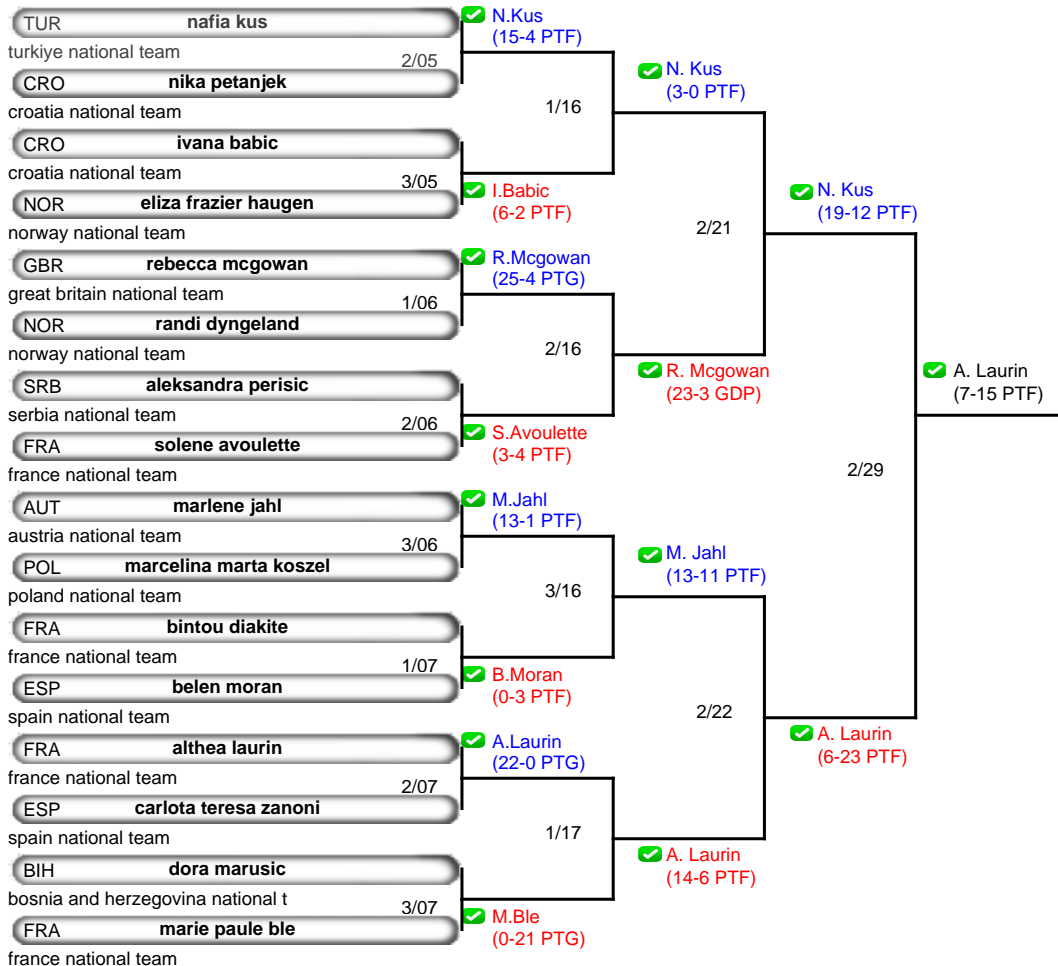 TUR nafia kus
turkiye national team
2/05
CRO nika petanjek
croatia national team
CRO ivana babic
croatia national team
3/05
NOR eliza frazier haugen
norway national team
GBR rebecca mcgowan
great britain national team
1/06
NOR randi dyngeland
norway national team
SRB aleksandra perisic
serbia national team
2/06
FRA solene avoulette
france national team
AUT marlene jahl
austria national team
3/06
POL marcelina marta koszel
poland national team
FRA bintou diakite
france national team
1/07
ESP belen moran
spain national team
FRA althea laurin
france national team
2/07
ESP carlota teresa zanoni
spain national team
BIH dora marusic
bosnia and herzegovina national t
3/07
FRA marie paule ble
france national team
N.Kus
(15-4 PTF)
1/16
I.Babic
(6-2 PTF)
R.Mcgowan
(25-4 PTG)
2/16
S.Avoulette
(3-4 PTF)
M.Jahl
(13-1 PTF)
3/16
B.Moran
(0-3 PTF)
A.Laurin
(22-0 PTG)
1/17
M.Ble
(0-21 PTG)
N. Kus
(3-0 PTF)
2/21
R. Mcgowan
(23-3 GDP)
M. Jahl
(13-11 PTF)
2/22
A. Laurin
(14-6 PTF)
N. Kus
(19-12 PTF)
2/29
A. Laurin
(6-23 PTF)
A. Laurin
(7-15 PTF)